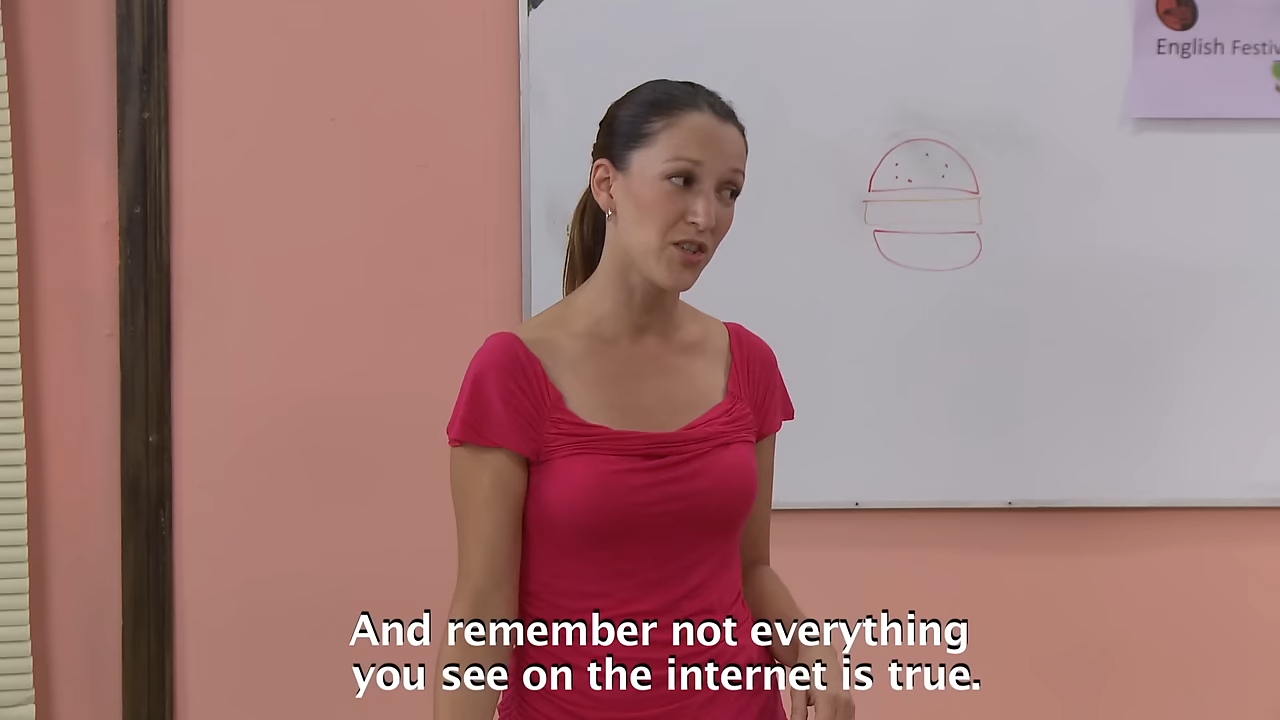 English Festiv
And remember not everything
you see on the internet is true.